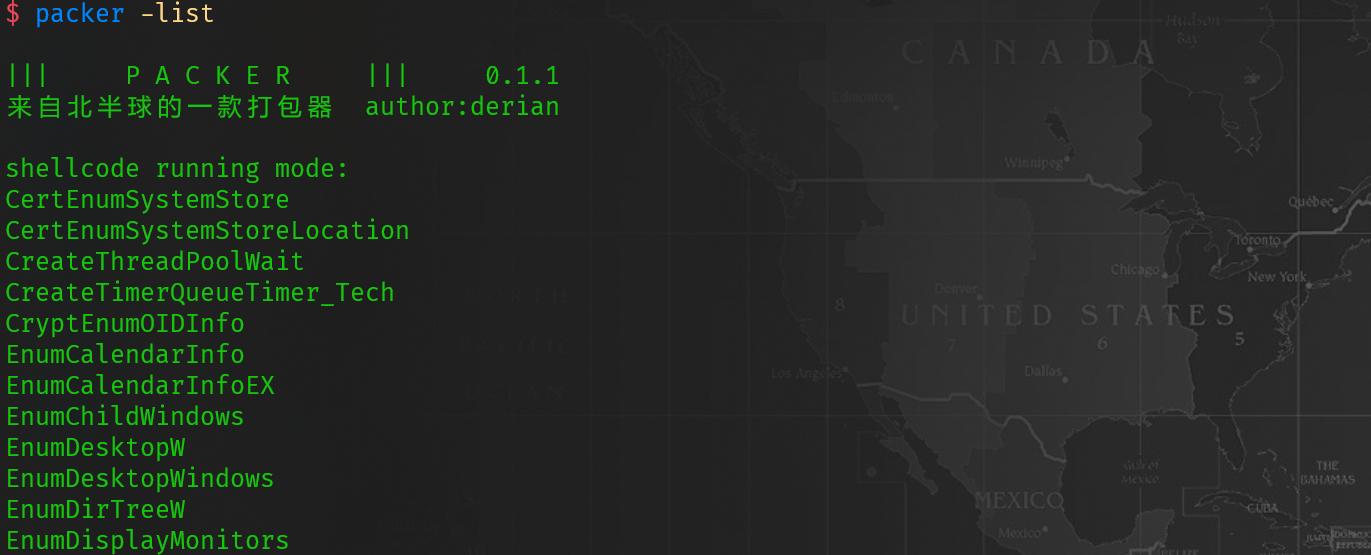 $ packer -list
||| P A C K E R ||| 0.1.1
来自北半球的一款打包器 author:derian
shellcode running mode:
CertEnumSystemStore
CertEnumSystemStoreLocation
CreateThreadPoolWait
CreateTimerQueueTimer_Tech
CryptEnumOIDInfo
EnumCalendarInfo
EnumCalendarInfoEX
EnumChildWindows
EnumDesktopW
EnumDesktopWindows
EnumDirTreeW
EnumDisplayMonitors
Hudson
Bay
CANADA
Edmonton
Winnipeg
Québec
Toronto
Chicago
New York
Denver
UNITED STATES
8
7
6
5
Los Angeles
Dallas
Gulf of
Mexico
THE
BAHAMAS
MEXICO
CUBA
Mexico